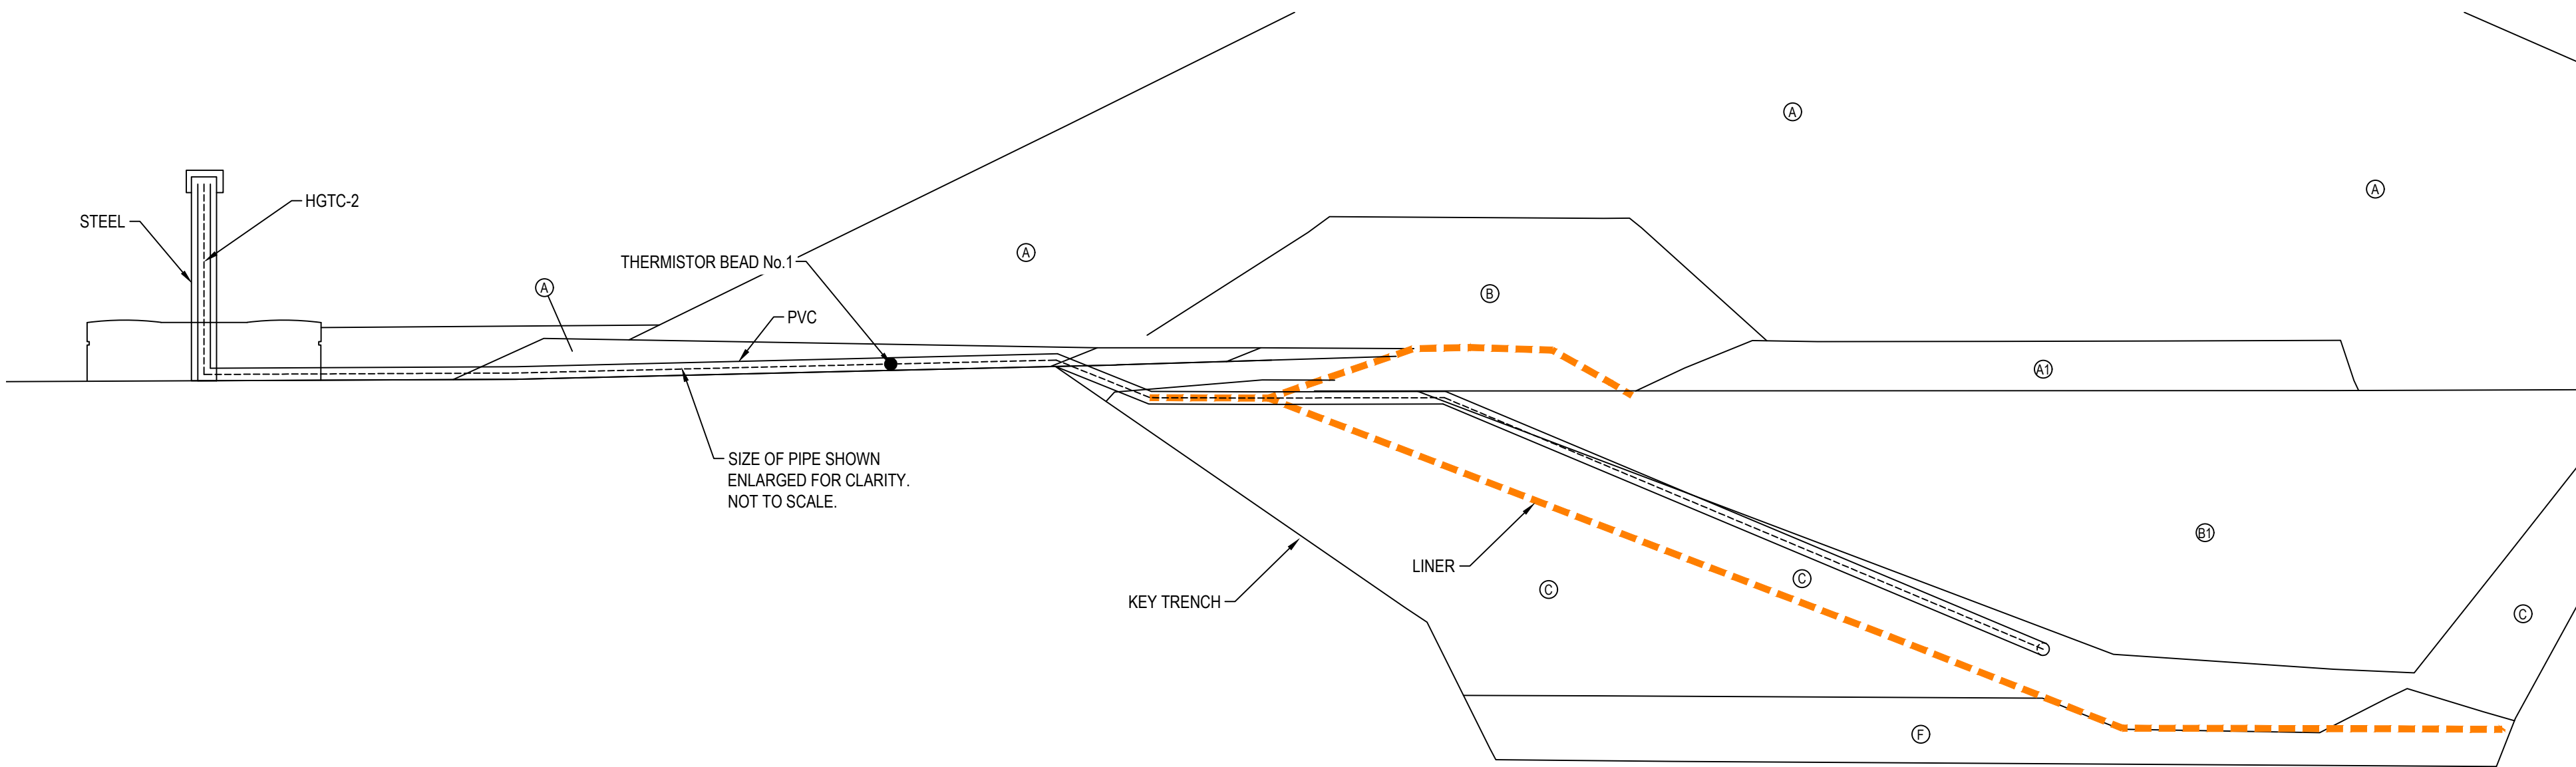 A
A
STEEL
HGTC-2
A
THERMISTOR BEAD No.1
A
B
PVC
A1
SIZE OF PIPE SHOWN
ENLARGED FOR CLARITY.
NOT TO SCALE.
B1
LINER
C
C
KEY TRENCH
C
F